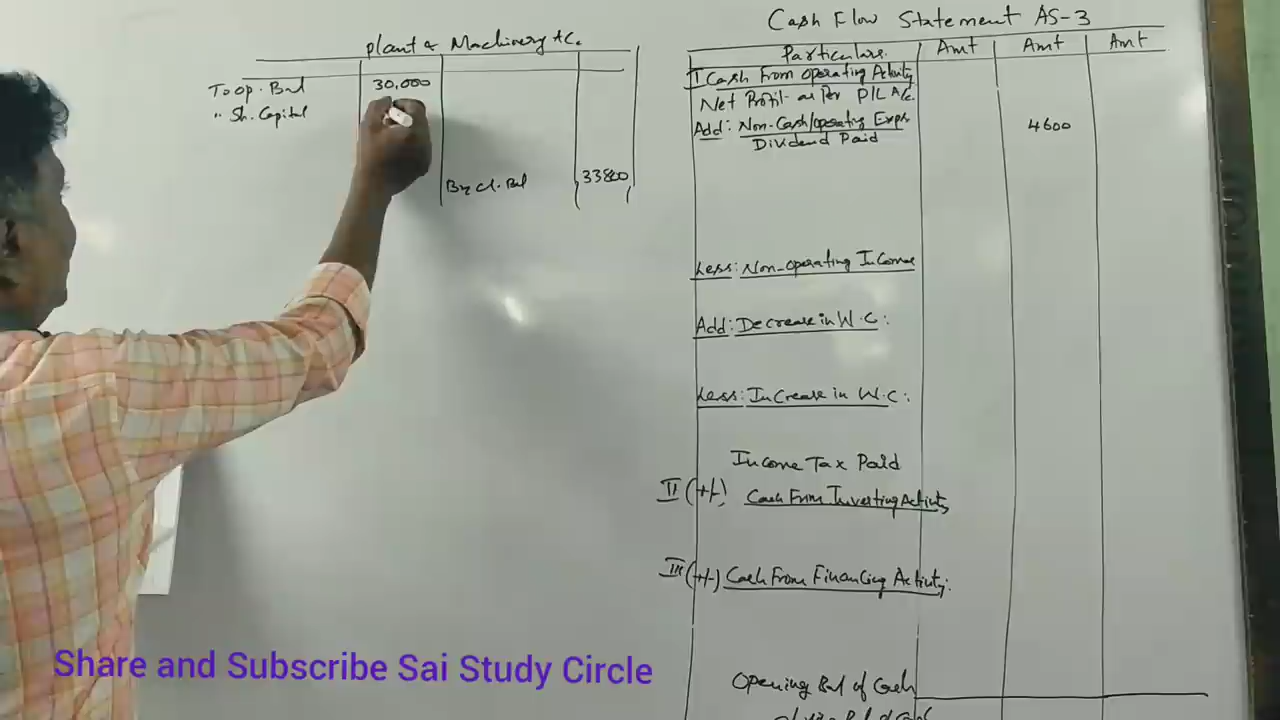 Plant & Machinery A/c.
To op. Bal 30,000
" Sh. Capital
By cl. Bal 33800
Cash Flow Statement AS-3
Particulars. Amt Amt Amt
I Cash From Operating Activity
Net Profit as Per P/L A/c.
Add: Non-Cash/operating Exps 4600
Dividend Paid
Less: Non-operating Income
Add: Decrease in W.C:
Less: Increase in W.C:
Income Tax Paid
II (+/-) Cash From Investing Activity
III (+/-) Cash From Financing Activity:
Opening Bal of Cash
Share and Subscribe Sai Study Circle